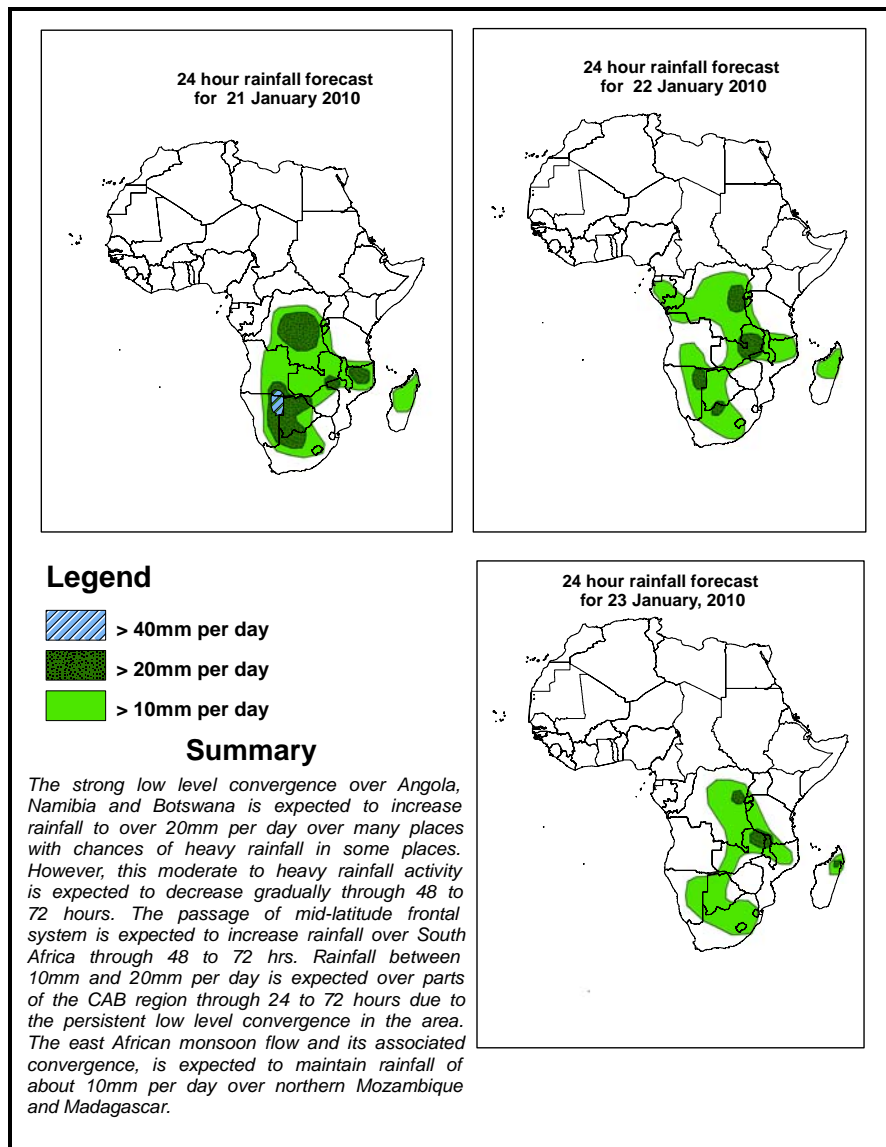 24 hour rainfall forecast
for 21 January 2010
24 hour rainfall forecast
for 22 January 2010
Legend
> 40mm per day
> 20mm per day
> 10mm per day
24 hour rainfall forecast
for 23 January, 2010
Summary
The strong low level convergence over Angola,
Namibia and Botswana is expected to increase
rainfall to over 20mm per day over many places
with chances of heavy rainfall in some places.
However, this moderate to heavy rainfall activity
is expected to decrease gradually through 48 to
72 hours. The passage of mid-latitude frontal
system is expected to increase rainfall over South
Africa through 48 to 72 hrs. Rainfall between
10mm and 20mm per day is expected over parts
of the CAB region through 24 to 72 hours due to
the persistent low level convergence in the area.
The east African monsoon flow and its associated
convergence, is expected to maintain rainfall of
about 10mm per day over northern Mozambique
and Madagascar.